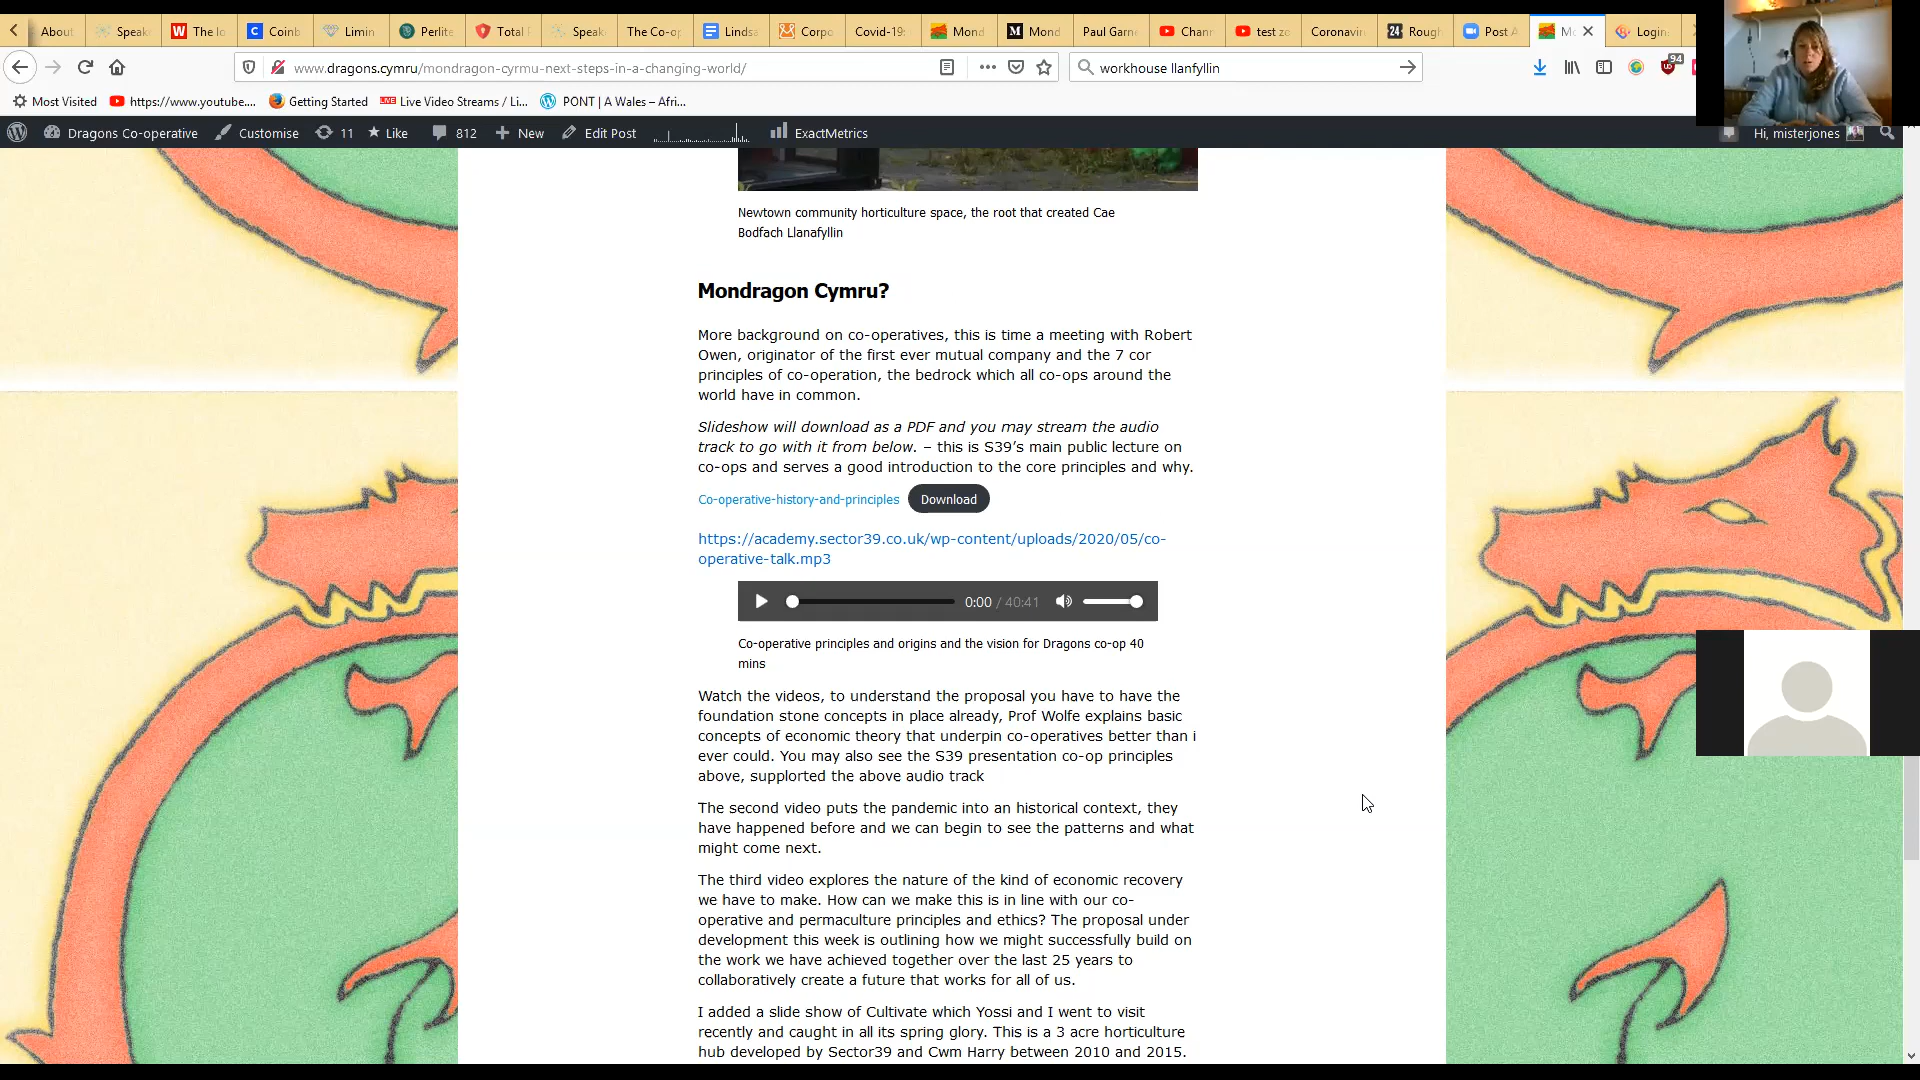 About
Speak
The lo
Coinb
Limin
Perlite
Total
Speak
The Co-op
Linds
Corpo
Covid-19
Mond
Mond
Paul Garne
Chann
test zo
Coronavir
Rough
Post A
Mo
Login
www.dragons.cymru/mondragon-cyrmu-next-steps-in-a-changing-world/
workhouse llanfyllin
94
Most Visited
https://www.youtube....
Getting Started
LIVE Live Video Streams / Li...
PONT | A Wales – Afri...
Dragons Co-operative
Customise
11
Like
812
New
Edit Post
ExactMetrics
Hi, misterjones
Newtown community horticulture space, the root that created Cae
Bodfach Llanafyllin
Mondragon Cymru?
More background on co-operatives, this is time a meeting with Robert
Owen, originator of the first ever mutual company and the 7 cor
principles of co-operation, the bedrock which all co-ops around the
world have in common.
Slideshow will download as a PDF and you may stream the audio
track to go with it from below. – this is S39’s main public lecture on
co-ops and serves a good introduction to the core principles and why.
Co-operative-history-and-principles Download
https://academy.sector39.co.uk/wp-content/uploads/2020/05/co-
operative-talk.mp3
0:00 / 40:41
Co-operative principles and origins and the vision for Dragons co-op 40
mins
Watch the videos, to understand the proposal you have to have the
foundation stone concepts in place already, Prof Wolfe explains basic
concepts of economic theory that underpin co-operatives better than i
ever could. You may also see the S39 presentation co-op principles
above, supplorted the above audio track
The second video puts the pandemic into an historical context, they
have happened before and we can begin to see the patterns and what
might come next.
The third video explores the nature of the kind of economic recovery
we have to make. How can we make this is in line with our co-
operative and permaculture principles and ethics? The proposal under
development this week is outlining how we might successfully build on
the work we have achieved together over the last 25 years to
collaboratively create a future that works for all of us.
I added a slide show of Cultivate which Yossi and I went to visit
recently and caught in all its spring glory. This is a 3 acre horticulture
hub developed by Sector39 and Cwm Harry between 2010 and 2015.